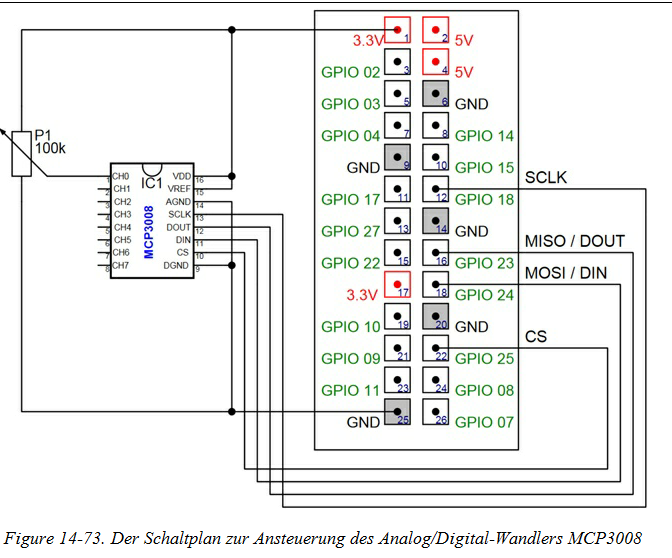 3.3V 1 2 5V
GPIO 02 3 4 5V
GPIO 03 5 6 GND
GPIO 04 7 8 GPIO 14
GND 9 10 GPIO 15
GPIO 17 11 12 GPIO 18
GPIO 27 13 14 GND
GPIO 22 15 16 GPIO 23
3.3V 17 18 GPIO 24
GPIO 10 19 20 GND
GPIO 09 21 22 GPIO 25
GPIO 11 23 24 GPIO 08
GND 25 26 GPIO 07
SCLK
MISO / DOUT
MOSI / DIN
CS
P1
100k
IC1
MCP3008
1 CH0 VDD 16
2 CH1 VREF 15
3 CH2 AGND 14
4 CH3 SCLK 13
5 CH4 DOUT 12
6 CH5 DIN 11
7 CH6 CS 10
8 CH7 DGND 9
Figure 14-73. Der Schaltplan zur Ansteuerung des Analog/Digital-Wandlers MCP3008